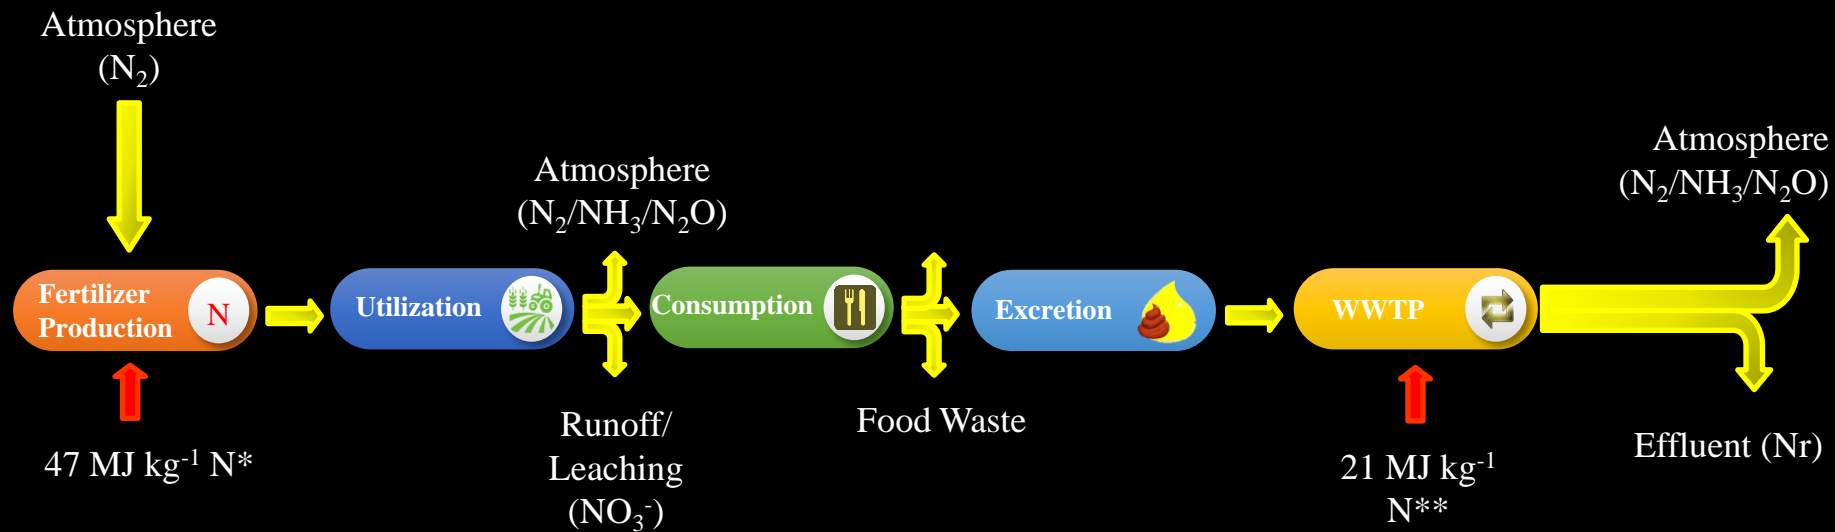 Atmosphere
(N₂)
Fertilizer
Production
N
47 MJ kg⁻¹ N*
Utilization
Atmosphere
(N₂/NH₃/N₂O)
Runoff/
Leaching
(NO₃⁻)
Consumption
Food Waste
Excretion
WWTP
21 MJ kg⁻¹
N**
Atmosphere
(N₂/NH₃/N₂O)
Effluent (Nr)